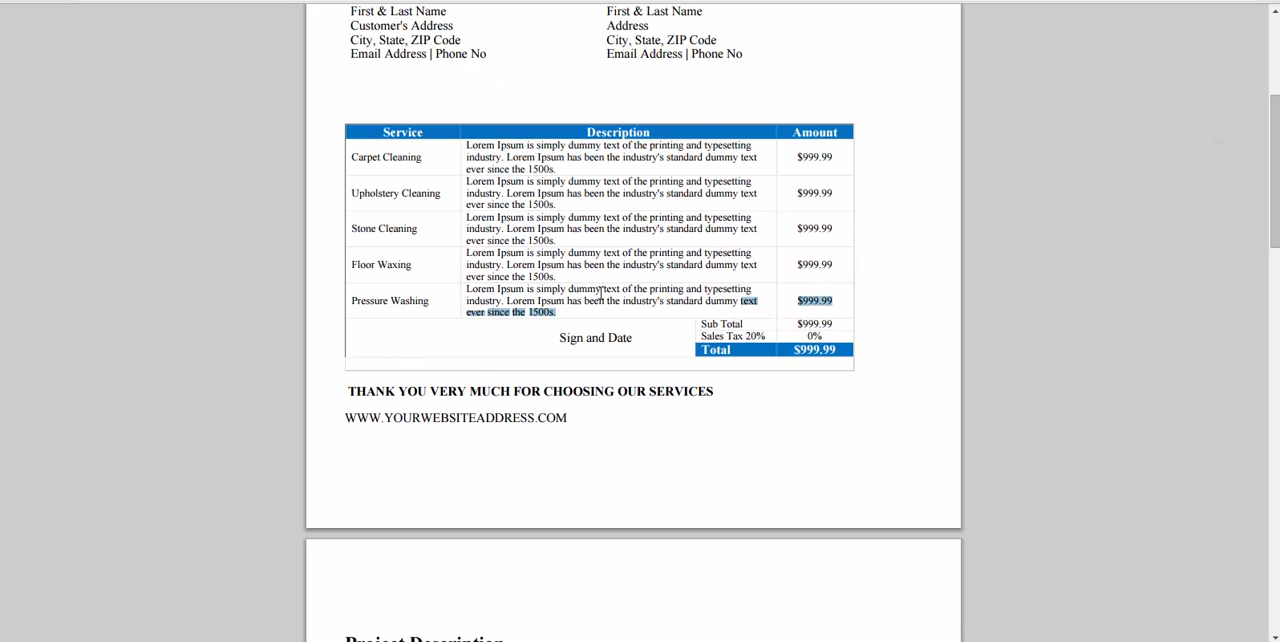 First & Last Name First & Last Name
Customer's Address Address
City, State, ZIP Code City, State, ZIP Code
Email Address | Phone No Email Address | Phone No
Service Description Amount
Lorem Ipsum is simply dummy text of the printing and typesetting
Carpet Cleaning industry. Lorem Ipsum has been the industry's standard dummy text $999.99
ever since the 1500s.
Lorem Ipsum is simply dummy text of the printing and typesetting
Upholstery Cleaning industry. Lorem Ipsum has been the industry's standard dummy text $999.99
ever since the 1500s.
Lorem Ipsum is simply dummy text of the printing and typesetting
Stone Cleaning industry. Lorem Ipsum has been the industry's standard dummy text $999.99
ever since the 1500s.
Lorem Ipsum is simply dummy text of the printing and typesetting
Floor Waxing industry. Lorem Ipsum has been the industry's standard dummy text $999.99
ever since the 1500s.
Lorem Ipsum is simply dummy text of the printing and typesetting
Pressure Washing industry. Lorem Ipsum has been the industry's standard dummy text $999.99
ever since the 1500s.
Sub Total $999.99
Sign and Date Sales Tax 20% 0%
Total $999.99
THANK YOU VERY MUCH FOR CHOOSING OUR SERVICES
WWW.YOURWEBSITEADDRESS.COM
Project Description